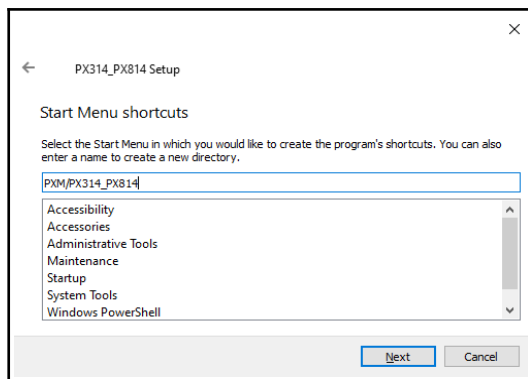 PX314_PX814 Setup
Start Menu shortcuts
Select the Start Menu in which you would like to create the program's shortcuts. You can also
enter a name to create a new directory.
PXM/PX314_PX814
Accessibility
Accessories
Administrative Tools
Maintenance
Startup
System Tools
Windows PowerShell
Next Cancel